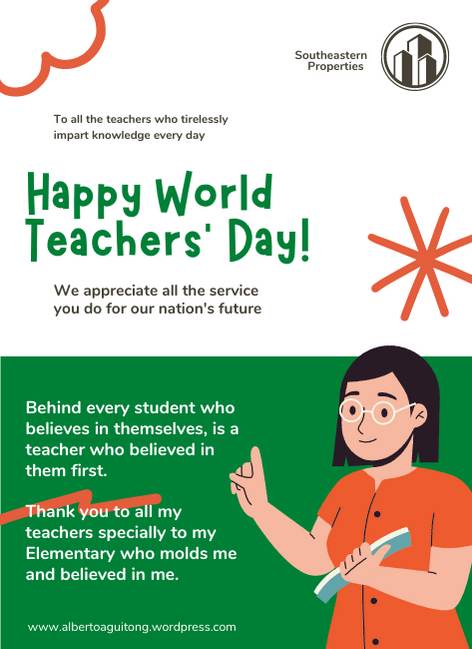 Southeastern
Properties
To all the teachers who tirelessly
impart knowledge every day
Happy World
Teachers' Day!
We appreciate all the service
you do for our nation's future
Behind every student who
believes in themselves, is a
teacher who believed in
them first.
Thank you to all my
teachers specially to my
Elementary who molds me
and believed in me.
www.albertoaguitong.wordpress.com